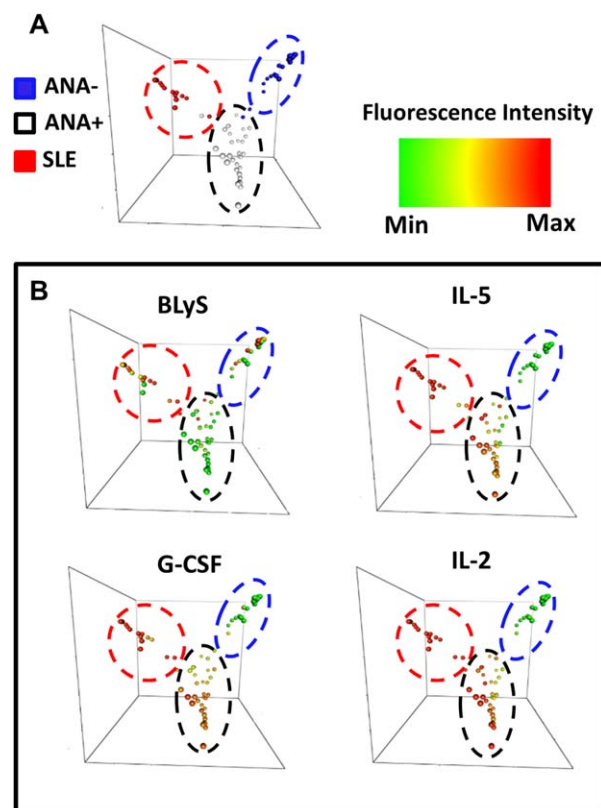 A
ANA-
ANA+
SLE
Fluorescence Intensity
Min Max
B
BLyS IL-5
G-CSF IL-2